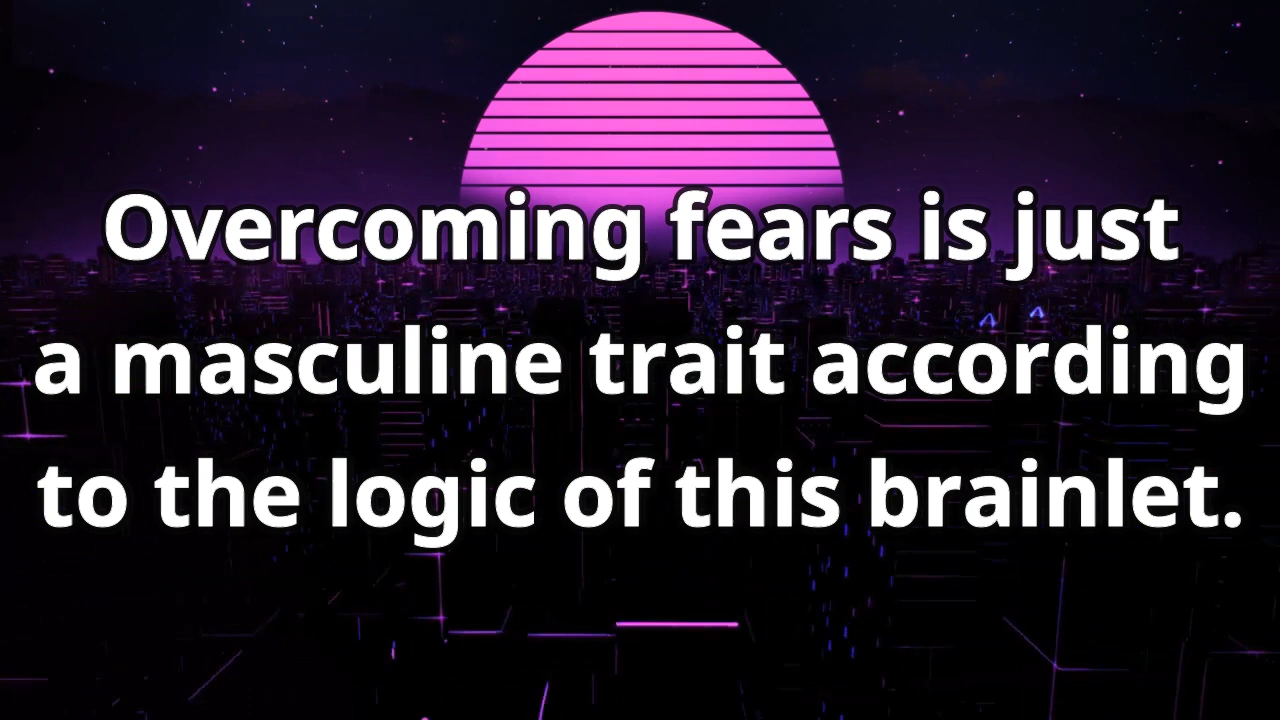 Overcoming fears is just
a masculine trait according
to the logic of this brainlet.